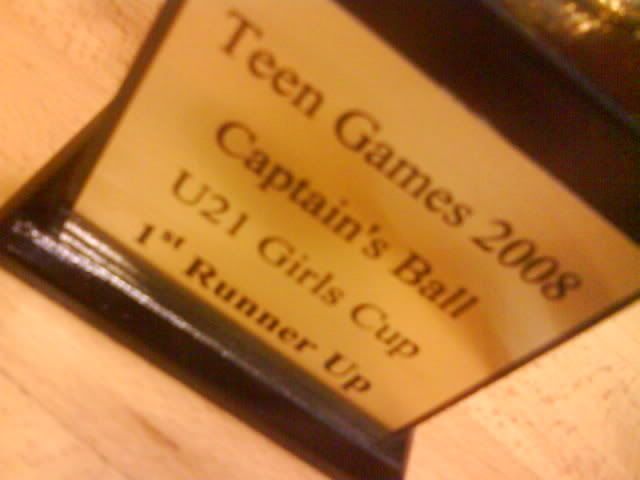 Teen Games 2008
Captain's Ball
U21 Girls Cup
1st Runner Up